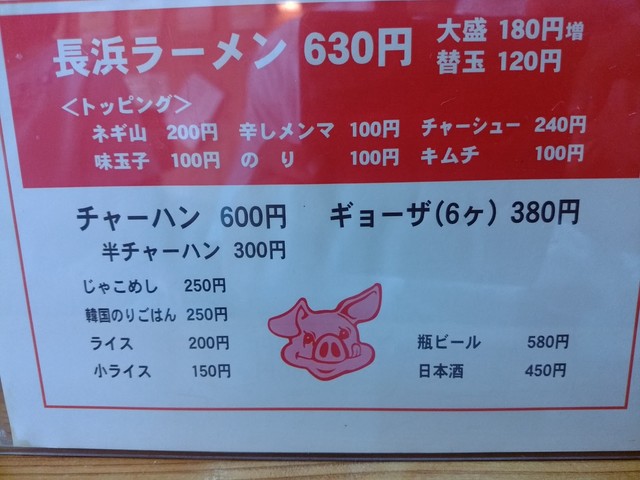 長浜ラーメン 630円 大盛 180円増
替玉 120円
＜トッピング＞
ネギ山 200円 辛しメンマ 100円 チャーシュー 240円
味玉子 100円 のり 100円 キムチ 100円
チャーハン 600円 ギョーザ(6ヶ) 380円
半チャーハン 300円
じゃこめし 250円
韓国のりごはん 250円
ライス 200円 瓶ビール 580円
小ライス 150円 日本酒 450円